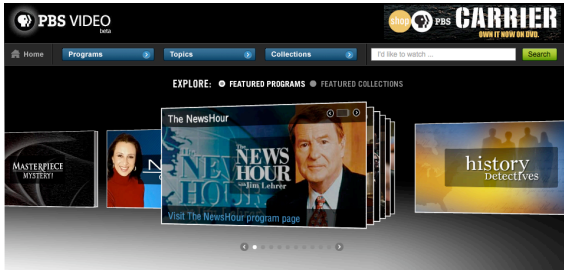 PBS VIDEO
beta
shop PBS CARRIER
OWN IT NOW ON DVD.
Home Programs Topics Collections I'd like to watch ... Search
EXPLORE: FEATURED PROGRAMS FEATURED COLLECTIONS
The NewsHour
MASTERPIECE
MYSTERY!
N
The
NEWS
HOUR
with Jim Lehrer
NEWS
HOUR
history
DETECTIVES
Visit The NewsHour program page